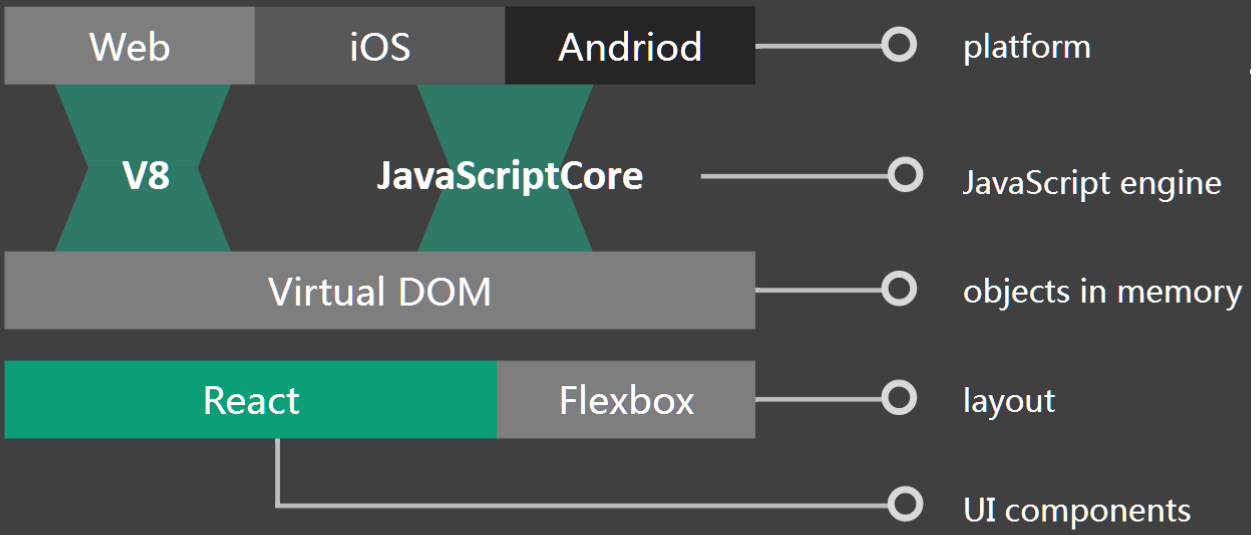 Web iOS Andriod platform
V8 JavaScriptCore JavaScript engine
Virtual DOM objects in memory
React Flexbox layout
UI components